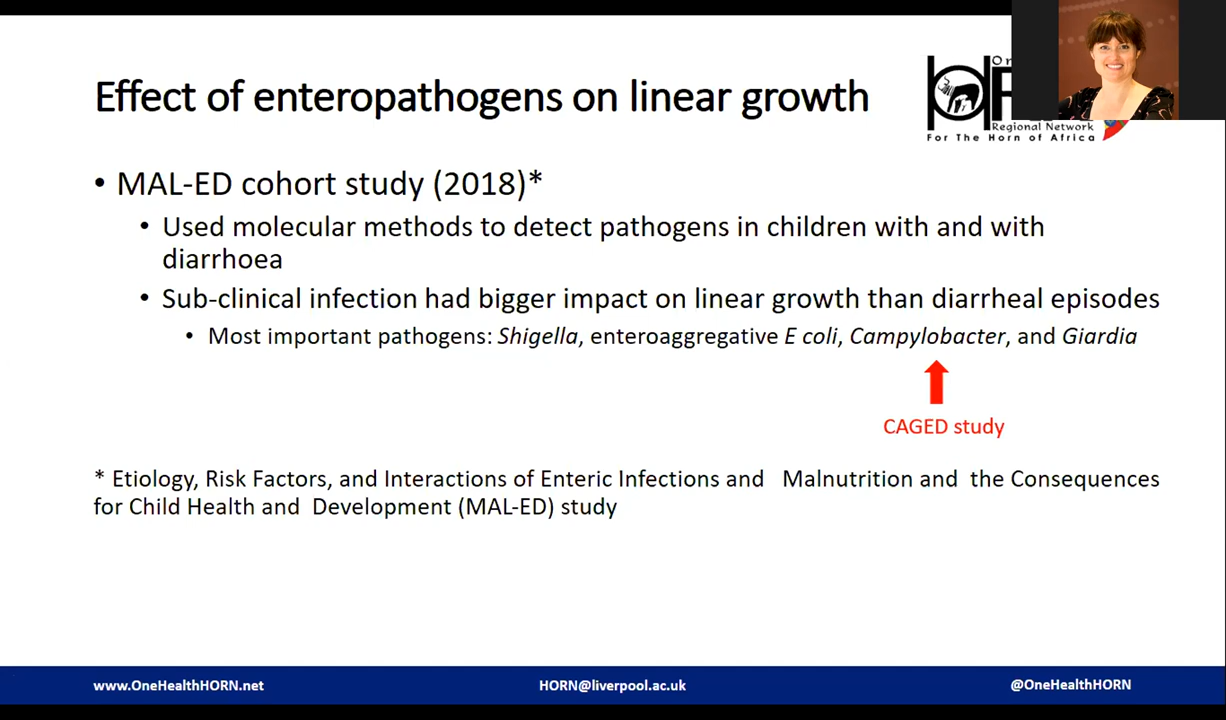 Effect of enteropathogens on linear growth
Regional Network
For The Horn of Africa
• MAL-ED cohort study (2018)*
• Used molecular methods to detect pathogens in children with and with
diarrhoea
• Sub-clinical infection had bigger impact on linear growth than diarrheal episodes
• Most important pathogens: Shigella, enteroaggregative E coli, Campylobacter, and Giardia
CAGED study
* Etiology, Risk Factors, and Interactions of Enteric Infections and Malnutrition and the Consequences
for Child Health and Development (MAL-ED) study
www.OneHealthHORN.net
HORN@liverpool.ac.uk
@OneHealthHORN